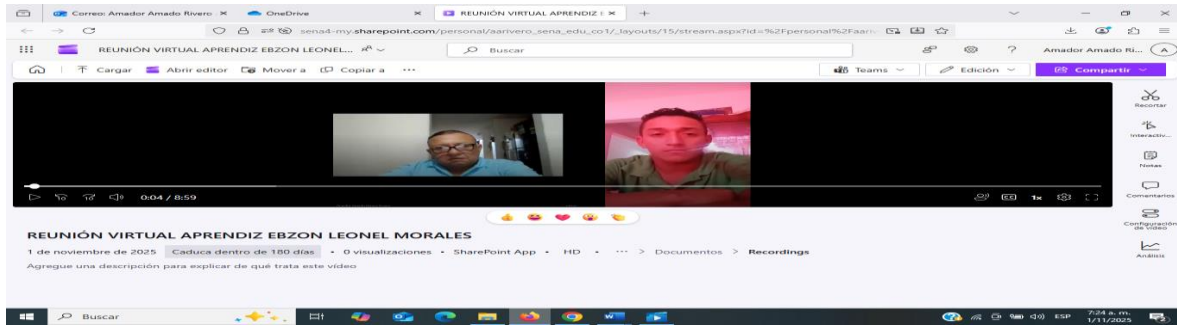 Correo: Amador Amado Rivero
OneDrive
REUNIÓN VIRTUAL APRENDIZ E
sena4-my.sharepoint.com/personal/aarivero_sena_edu_co1/_layouts/15/stream.aspx?id=%2Fpersonal%2Faari
REUNIÓN VIRTUAL APRENDIZ EBZON LEONEL...
Buscar
Amador Amado Ri...
A
Cargar
Abrir editor
Mover a
Copiar a
Teams
Edición
Compartir
Recortar
Interactiv...
Notas
Comentarios
Configuración de vídeo
Análisis
0:04 / 8:59
1x
REUNIÓN VIRTUAL APRENDIZ EBZON LEONEL MORALES
1 de noviembre de 2025 Caduca dentro de 180 días • 0 visualizaciones • SharePoint App • HD • ... > Documentos > Recordings
Agregue una descripción para explicar de qué trata este vídeo
Buscar
ESP
7:24 a. m.
1/11/2025